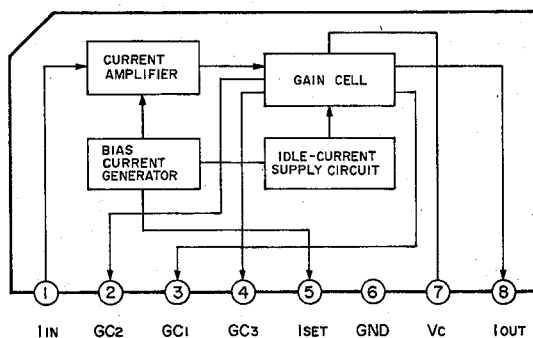 CURRENT
AMPLIFIER
GAIN CELL
BIAS
CURRENT
GENERATOR
IDLE-CURRENT
SUPPLY CIRCUIT
1 2 3 4 5 6 7 8
IIN GC2 GC1 GC3 ISET GND VC IOUT